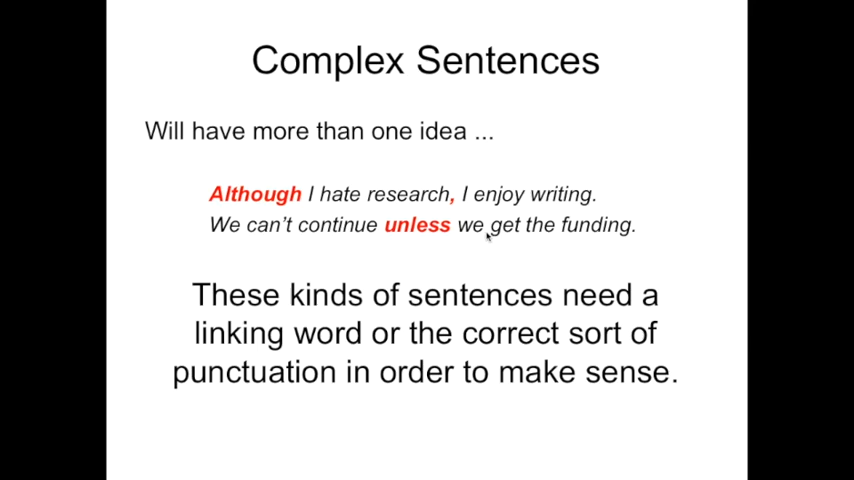 Complex Sentences
Will have more than one idea ...
Although I hate research, I enjoy writing.
We can’t continue unless we get the funding.
These kinds of sentences need a
linking word or the correct sort of
punctuation in order to make sense.